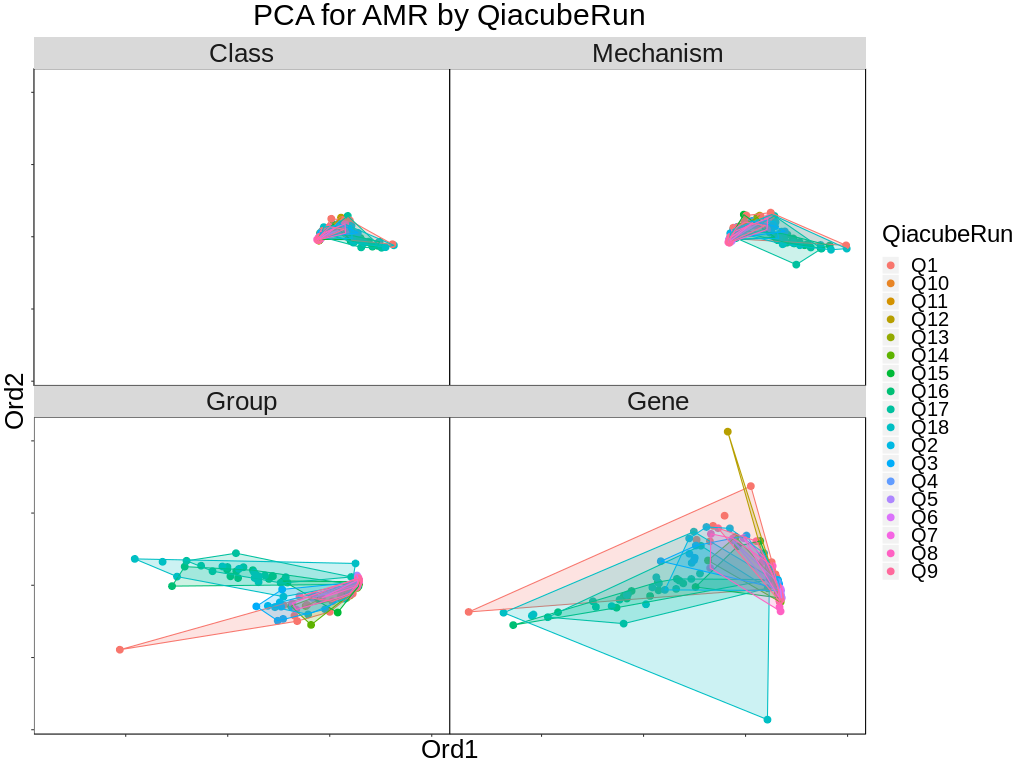 PCA for AMR by QiacubeRun
Class
Mechanism
Group
Gene
Ord2
Ord1
QiacubeRun
Q1
Q10
Q11
Q12
Q13
Q14
Q15
Q16
Q17
Q18
Q2
Q3
Q4
Q5
Q6
Q7
Q8
Q9